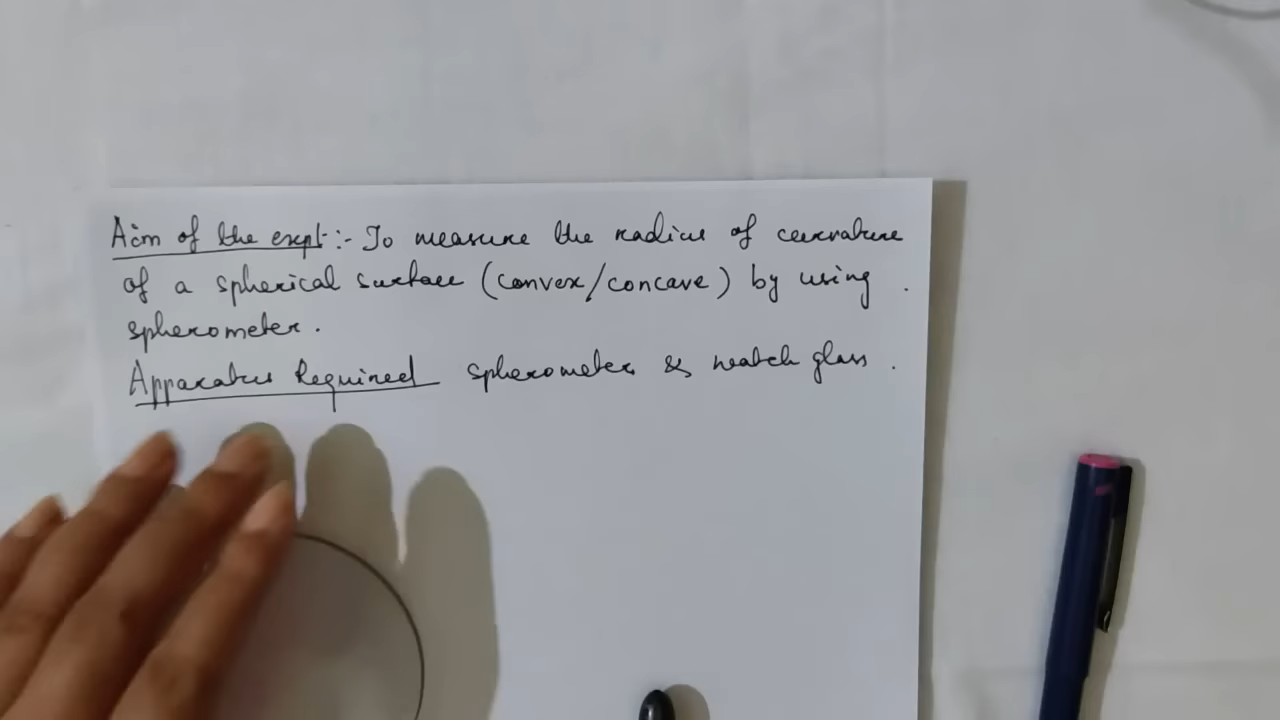 Aim of the expt:- To measure the radius of curvature
of a spherical surface (convex/concave) by using
spherometer.
Apparatus Required spherometer & watch glass.